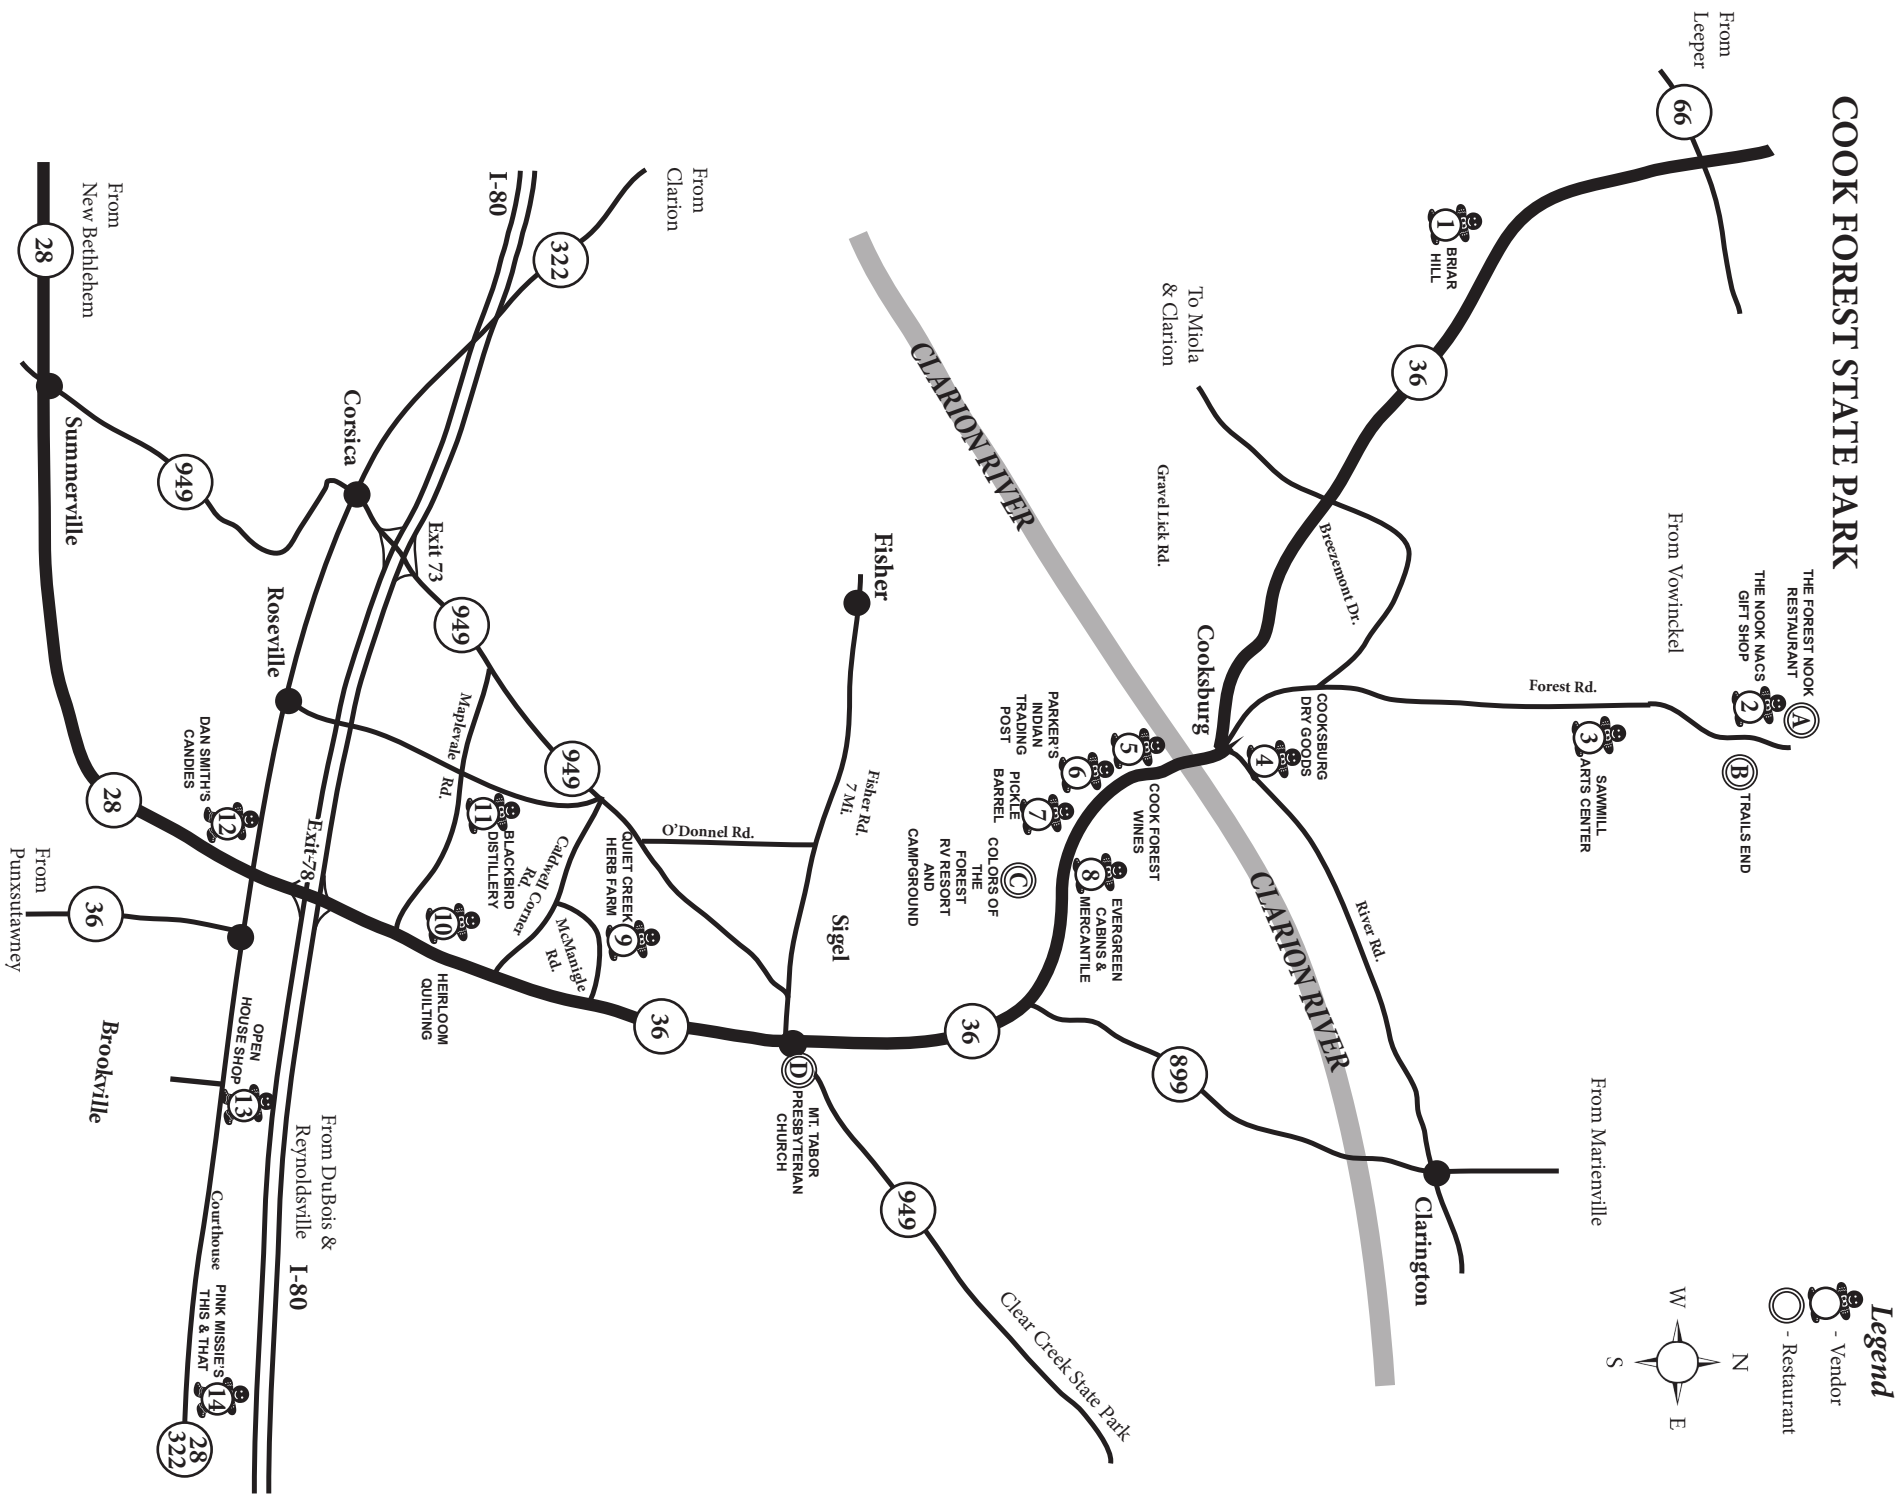 COOK FOREST STATE PARK
Legend
- Vendor
- Restaurant
N
W
E
S
From
Leeper
66
THE FOREST NOOK
RESTAURANT
A
THE NOOK NACS
GIFT SHOP
2
B
TRAILS END
From Vowinckel
SAWMILL
ARTS CENTER
3
Forest Rd.
From Marienville
1
BRIAR
HILL
36
Breezemont Dr.
COOKSBURG
DRY GOODS
4
River Rd.
Clarington
To Miola
& Clarion
Gravel Lick Rd.
Cooksburg
CLARION RIVER
CLARION RIVER
899
5
COOK FOREST
WINES
6
PARKER'S
INDIAN
TRADING
POST
7
PICKLE
BARREL
8
EVERGREEN
CABINS &
MERCANTILE
C
COLORS OF
THE
FOREST
RV RESORT
AND
CAMPGROUND
36
Clear Creek State Park
949
Fisher
Fisher Rd.
7 Mi.
Sigel
D
MT. TABOR
PRESBYTERIAN
CHURCH
O'Donnel Rd.
36
From
Clarion
322
I-80
949
QUIET CREEK
HERB FARM
9
McManigle
Rd.
Caldwell Corner
Rd.
BLACKBIRD
DISTILLERY
11
Maplevale
Rd.
949
Exit 73
10
HEIRLOOM
QUILTING
Corsica
Roseville
Exit 78
From DuBois &
Reynoldsville
I-80
DAN SMITH'S
CANDIES
12
OPEN
HOUSE SHOP
13
Courthouse
PINK MISSIE'S
THIS & THAT
14
28
322
949
28
From
New Bethlehem
28
Summerville
Brookville
36
From
Punxsutawney